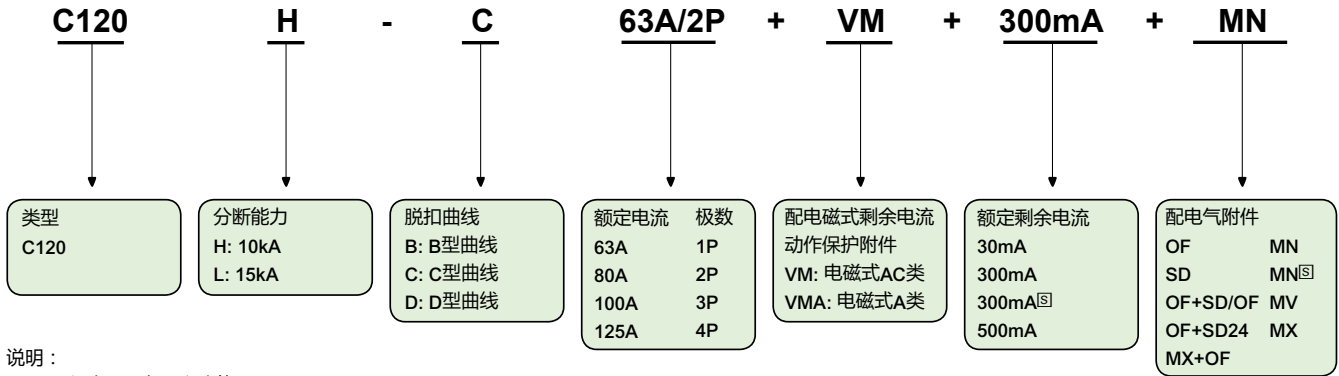 C120 H - C 63A/2P + VM + 300mA + MN
类型
C120
分断能力
H: 10kA
L: 15kA
脱扣曲线
B: B型曲线
C: C型曲线
D: D型曲线
额定电流 极数
63A 1P
80A 2P
100A 3P
125A 4P
配电磁式剩余电流
动作保护附件
VM: 电磁式AC类
VMA: 电磁式A类
额定剩余电流
30mA
300mA
300mA🅂
500mA
配电气附件
OF MN
SD MN🅂
OF+SD/OF MV
OF+SD24 MX
MX+OF
说明：